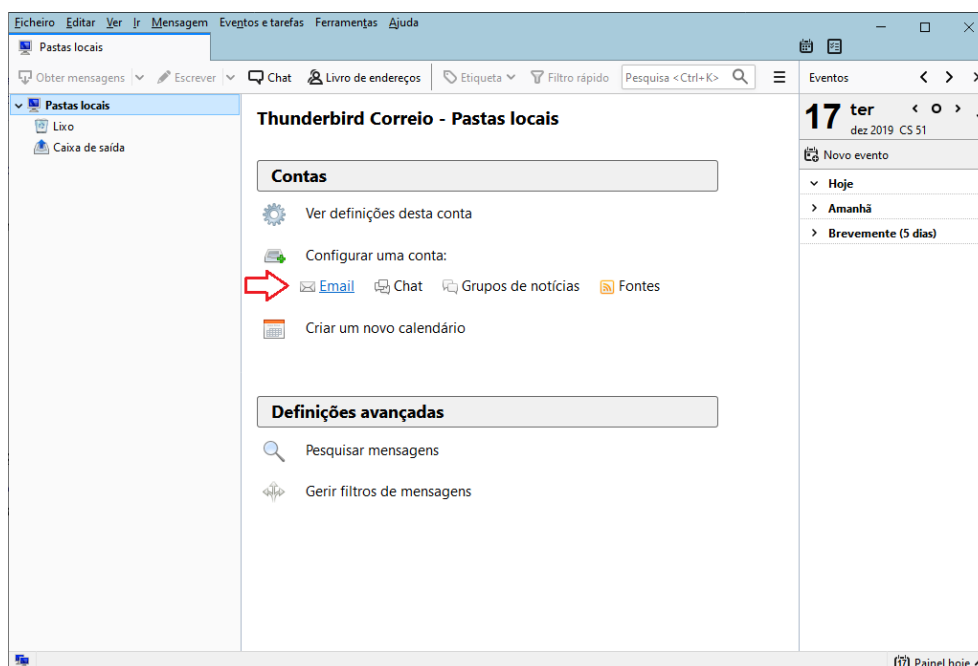 Ficheiro Editar Ver Ir Mensagem Eventos e tarefas Ferramentas Ajuda
Pastas locais
Obter mensagens Escrever Chat Livro de endereços Etiqueta Filtro rápido Pesquisa <Ctrl+K>
Eventos
Pastas locais
Lixo
Caixa de saída
Thunderbird Correio - Pastas locais
Contas
Ver definições desta conta
Configurar uma conta:
Email Chat Grupos de notícias Fontes
Criar um novo calendário
Definições avançadas
Pesquisar mensagens
Gerir filtros de mensagens
17 ter
dez 2019 CS 51
Novo evento
Hoje
Amanhã
Brevemente (5 dias)
17 Painel hoje